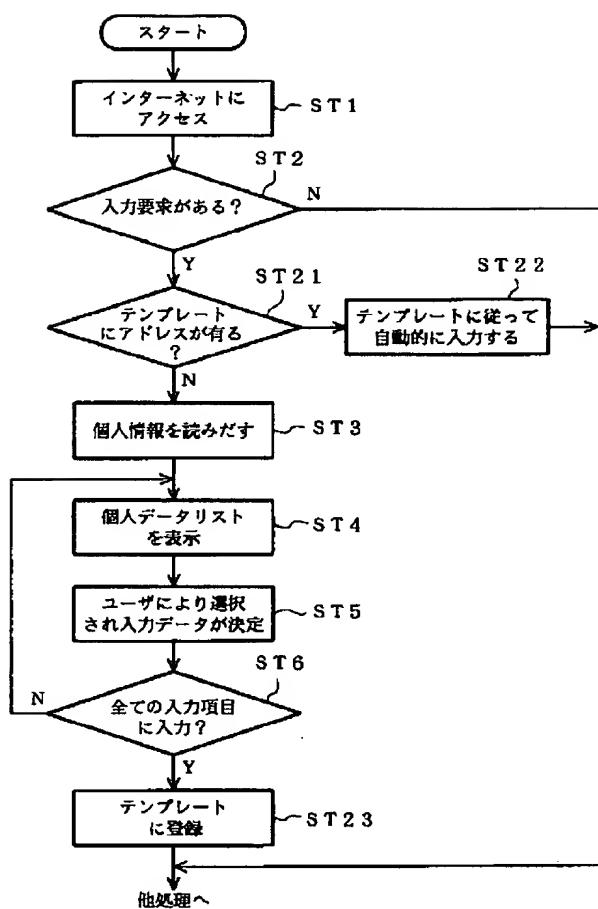 スタート
インターネットに
アクセス
ST1
ST2
入力要求がある？
N
Y
ST21
テンプレート
にアドレスが有る
？
Y
N
ST22
テンプレートに従って
自動的に入力する
個人情報を読みだす
ST3
個人データリスト
を表示
ST4
ユーザにより選択
され入力データが決定
ST5
ST6
全ての入力項目
に入力？
N
Y
テンプレート
に登録
ST23
他処理へ